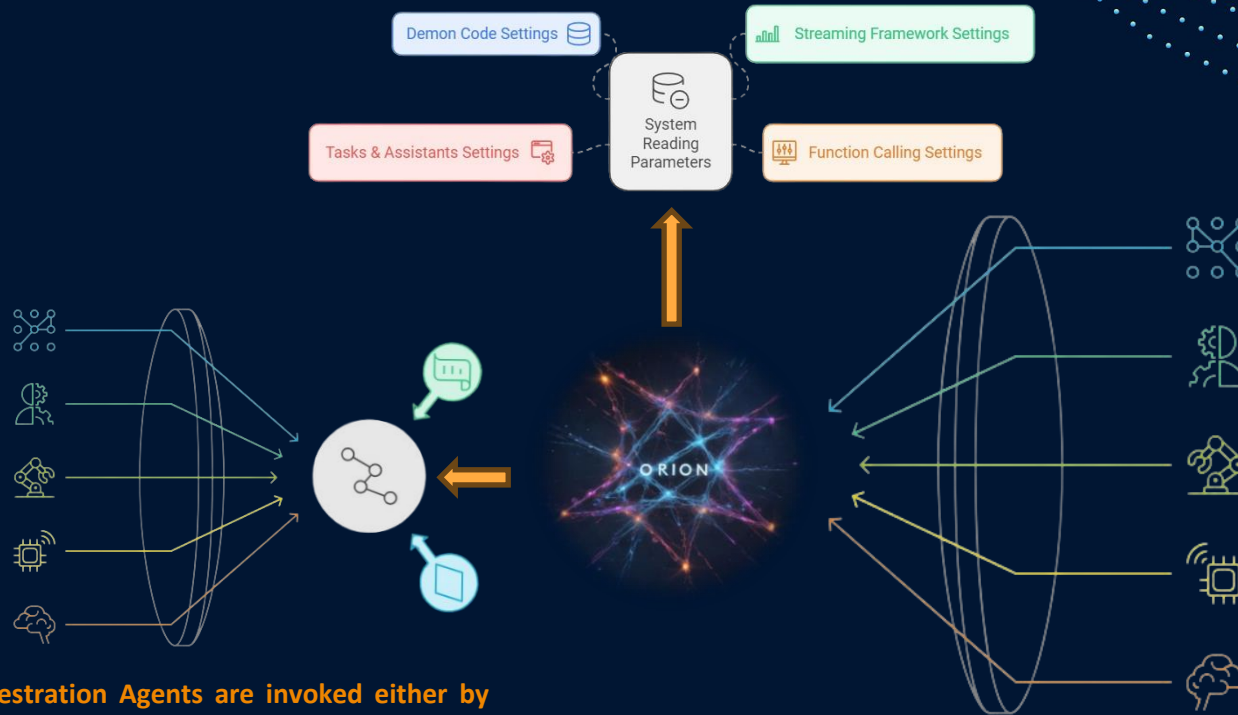 Demon Code Settings
Streaming Framework Settings
System
Reading
Parameters
Tasks & Assistants Settings
Function Calling Settings
ORION
estration Agents are invoked either by